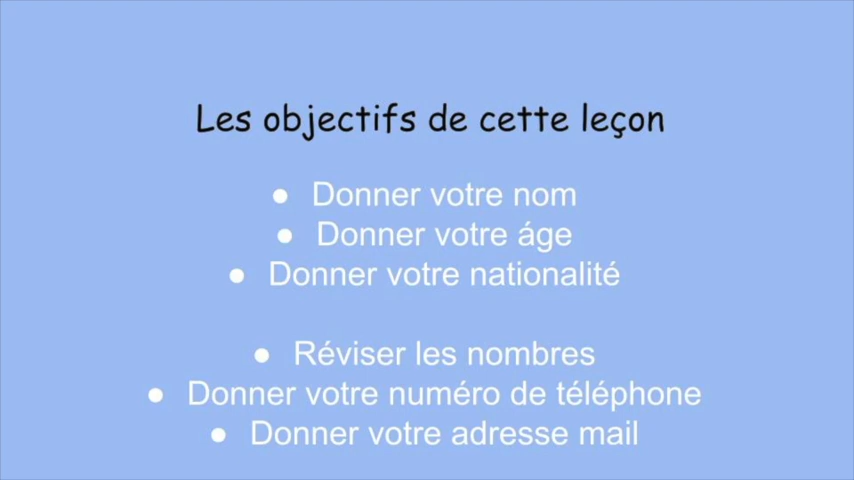 Les objectifs de cette leçon
● Donner votre nom
● Donner votre áge
● Donner votre nationalité
● Réviser les nombres
● Donner votre numéro de téléphone
● Donner votre adresse mail